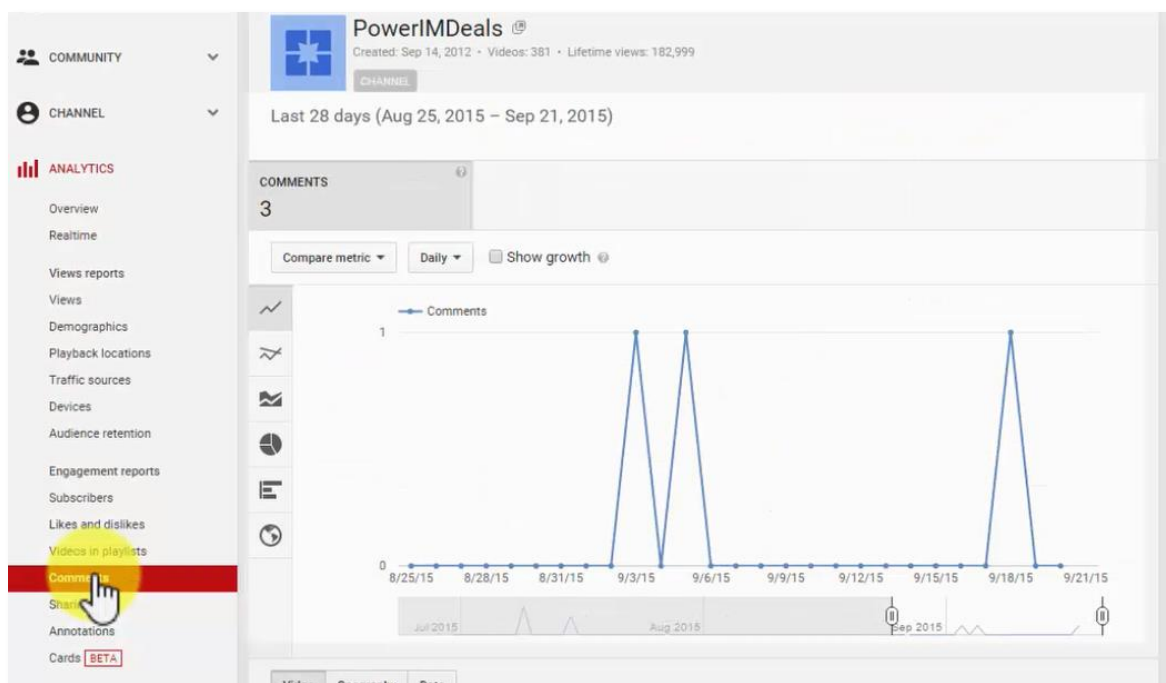 COMMUNITY
CHANNEL
ANALYTICS
Overview
Realtime
Views reports
Views
Demographics
Playback locations
Traffic sources
Devices
Audience retention
Engagement reports
Subscribers
Likes and dislikes
Videos in playlists
Comments
Annotations
Cards BETA
PowerIMDeals
Created: Sep 14, 2012 • Videos: 381 • Lifetime views: 182,999
CHANNEL
Last 28 days (Aug 25, 2015 – Sep 21, 2015)
COMMENTS ?
3
Compare metric Daily Show growth ?
Comments
1
0
8/25/15 8/28/15 8/31/15 9/3/15 9/6/15 9/9/15 9/12/15 9/15/15 9/18/15 9/21/15
Jul 2015 Aug 2015 Sep 2015